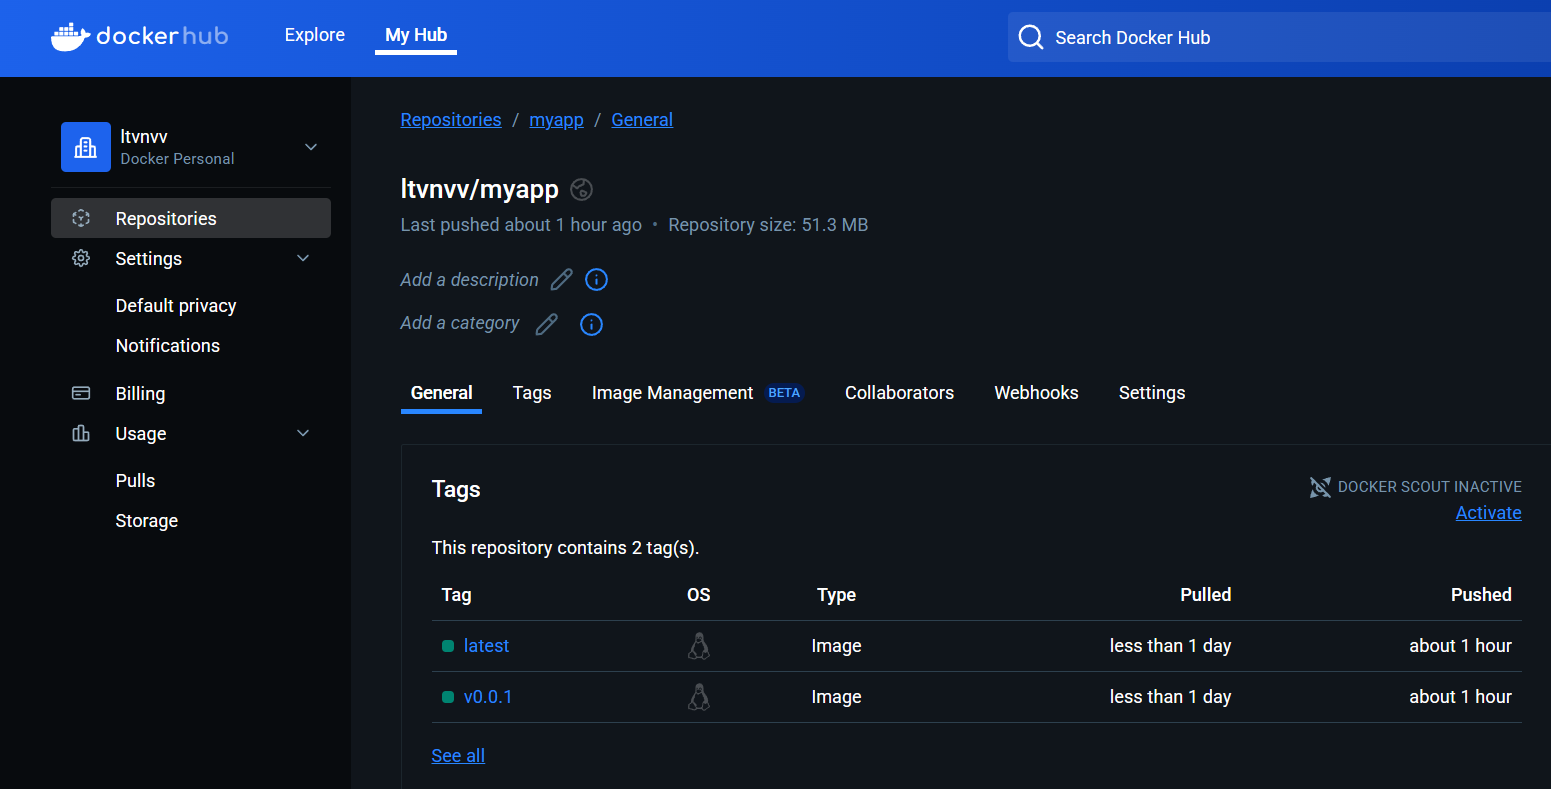 dockerhub
Explore
My Hub
Search Docker Hub
ltvnvv
Docker Personal
Repositories
Settings
Default privacy
Notifications
Billing
Usage
Pulls
Storage
Repositories / myapp / General
ltvnvv/myapp
Last pushed about 1 hour ago • Repository size: 51.3 MB
Add a description
Add a category
General Tags Image Management BETA Collaborators Webhooks Settings
Tags
DOCKER SCOUT INACTIVE
Activate
This repository contains 2 tag(s).
Tag OS Type Pulled Pushed
latest Image less than 1 day about 1 hour
v0.0.1 Image less than 1 day about 1 hour
See all